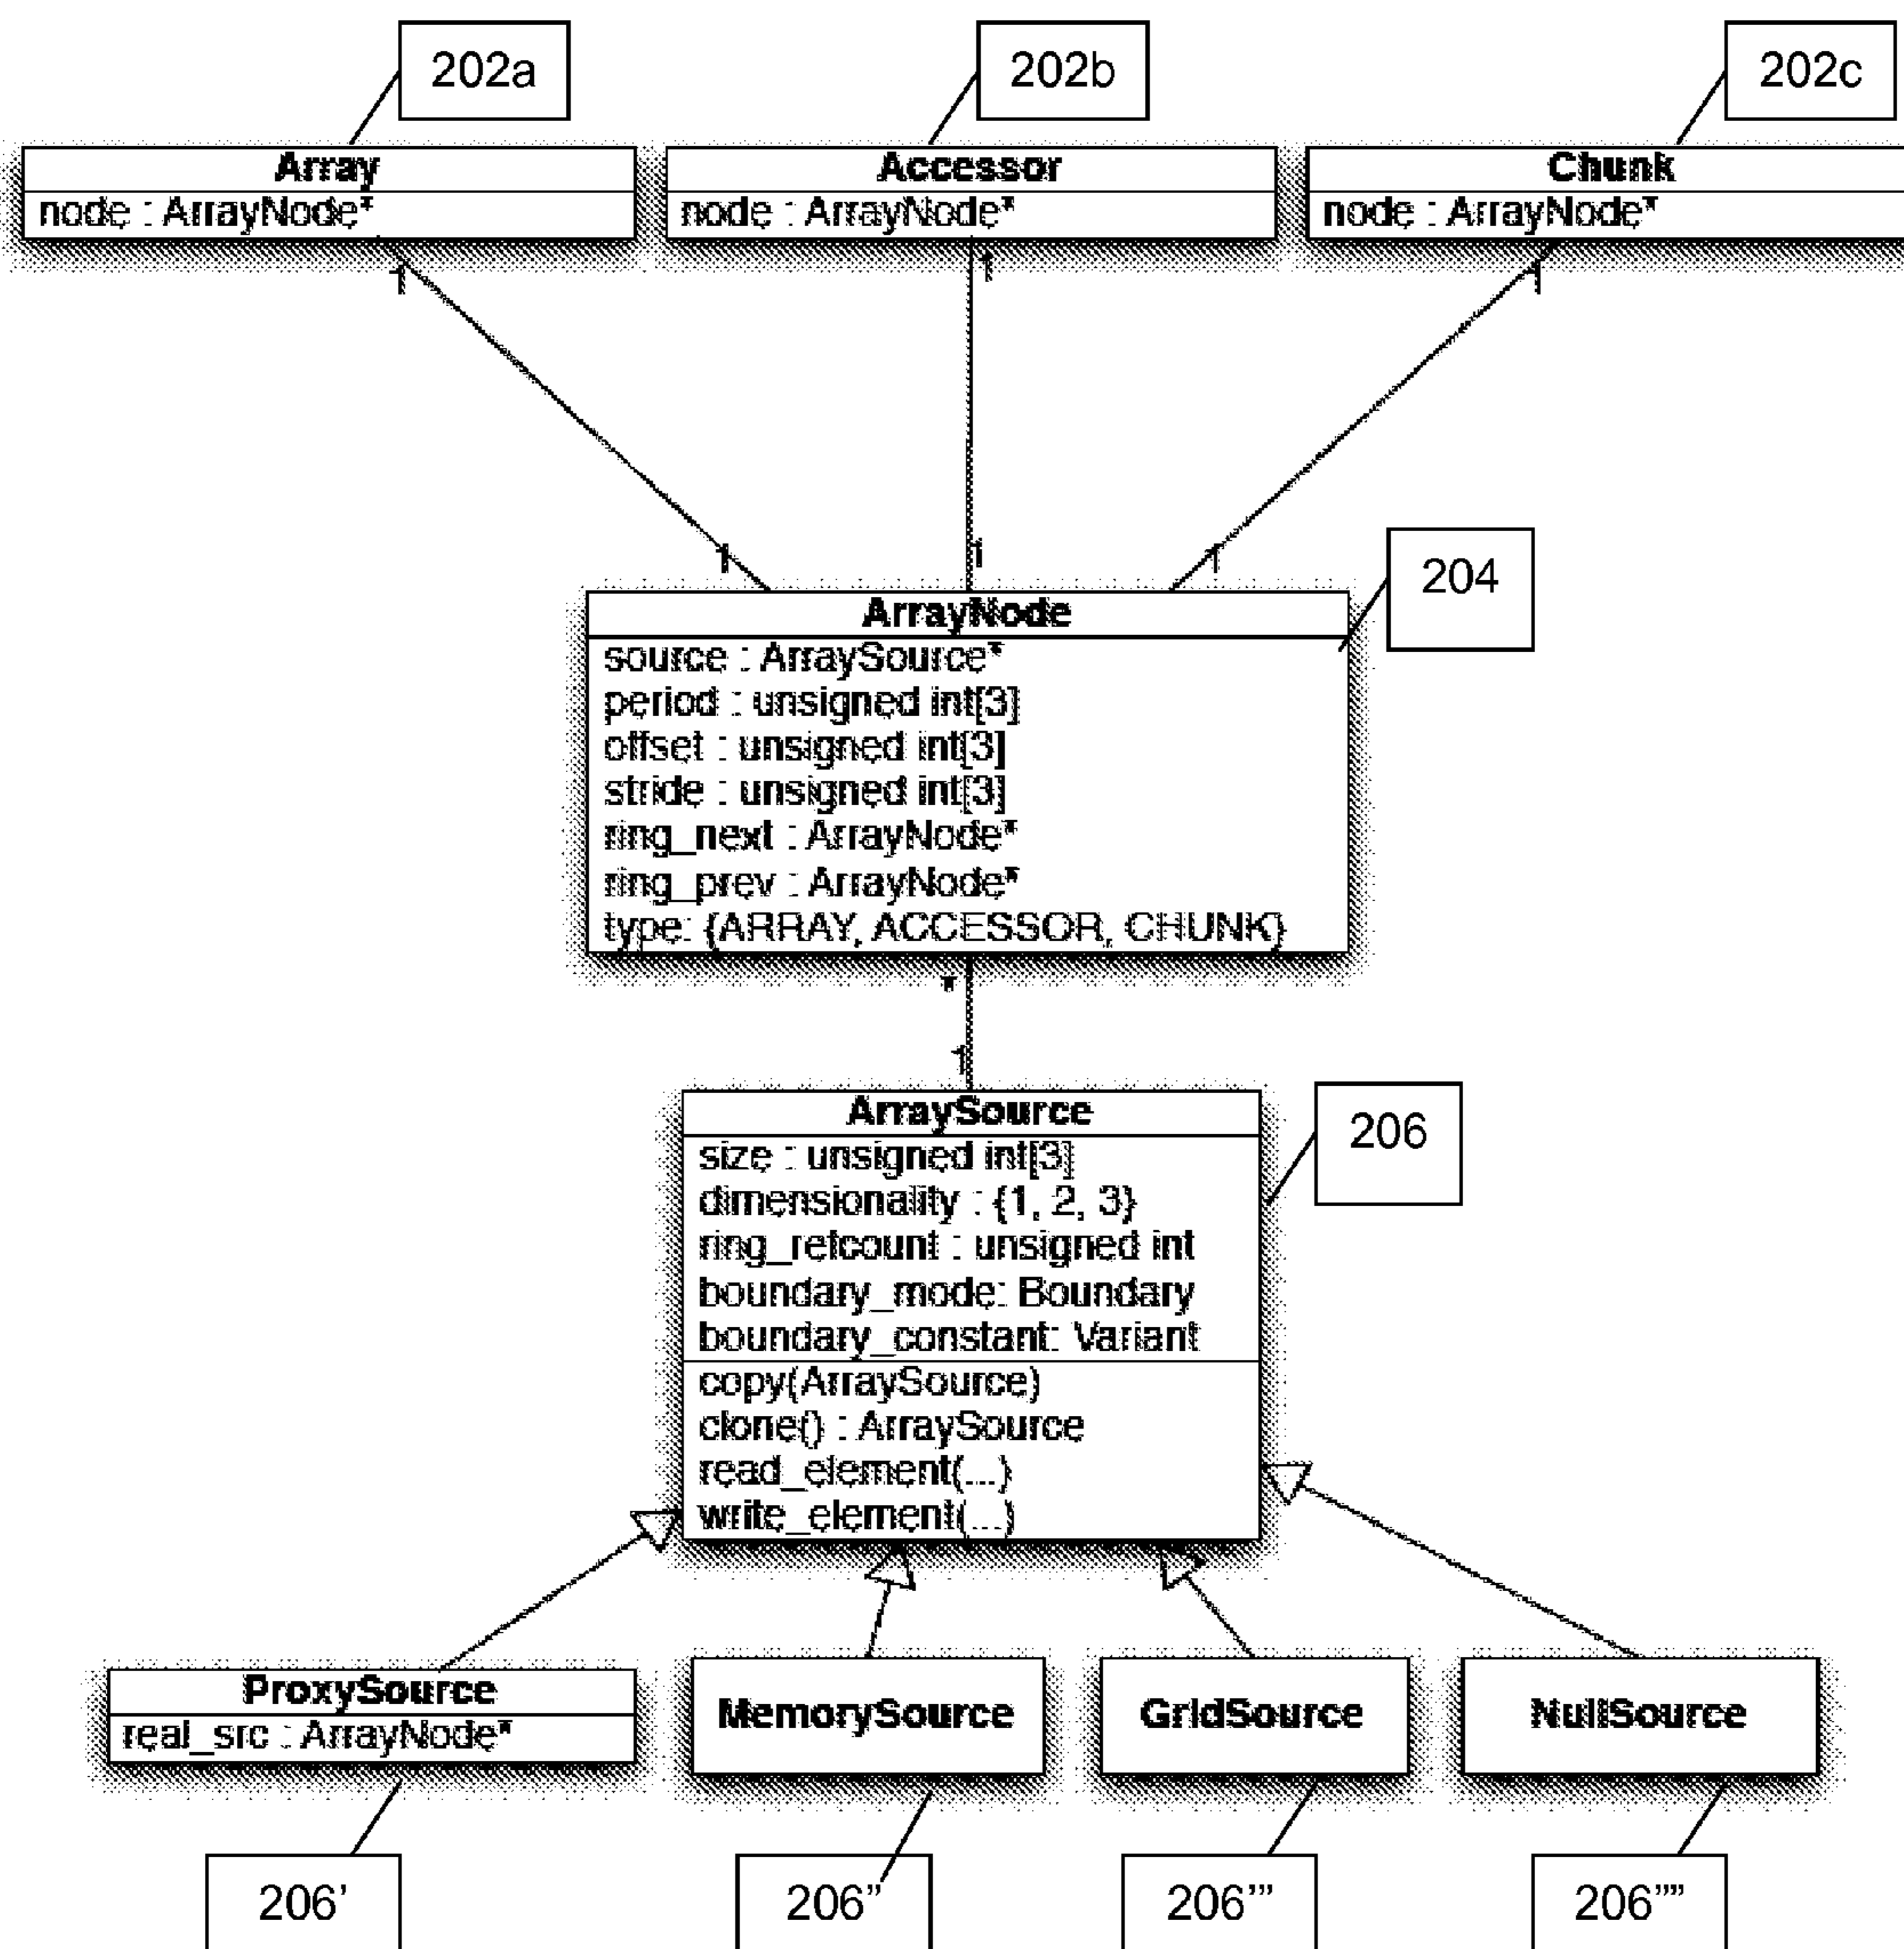 202a
202b
202c
Array
node : ArrayNode*
Accessor
node : ArrayNode*
Chunk
node : ArrayNode*
1
1
1
1
1
1
204
ArrayNode
source : ArraySource*
period : unsigned int[3]
offset : unsigned int[3]
stride : unsigned int[3]
ring_next : ArrayNode*
ring_prev : ArrayNode*
type: {ARRAY, ACCESSOR, CHUNK}
*
1
206
ArraySource
size : unsigned int[3]
dimensionality : {1, 2, 3}
ring_refcount : unsigned int
boundary_mode: Boundary
boundary_constant: Variant
copy(ArraySource)
clone() : ArraySource
read_element(...)
write_element(...)
ProxySource
real_src : ArrayNode*
MemorySource
GridSource
NullSource
206’
206”
206’”
206””